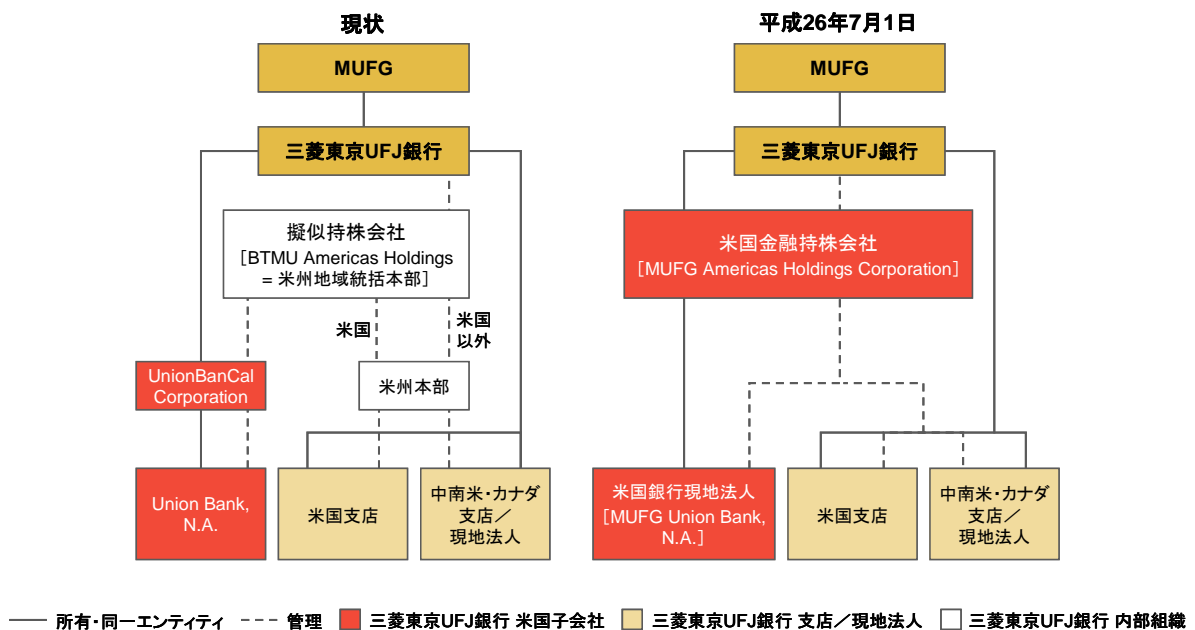 現状
MUFG
三菱東京UFJ銀行
擬似持株会社
[BTMU Americas Holdings
= 米州地域統括本部]
米国
米国
以外
UnionBanCal
Corporation
米州本部
Union Bank,
N.A.
米国支店
中南米・カナダ
支店／
現地法人
平成26年7月1日
MUFG
三菱東京UFJ銀行
米国金融持株会社
[MUFG Americas Holdings Corporation]
米国銀行現地法人
[MUFG Union Bank,
N.A.]
米国支店
中南米・カナダ
支店／
現地法人
所有・同一エンティティ 管理 三菱東京UFJ銀行 米国子会社 三菱東京UFJ銀行 支店／現地法人 三菱東京UFJ銀行 内部組織